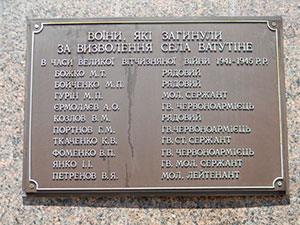 ВОЇНИ, ЯКІ ЗАГИНУЛИ
ЗА ВИЗВОЛЕННЯ СЕЛА ВАТУТІНЕ
В ЧАСИ ВЕЛИКОЇ ВІТЧИЗНЯНОЇ ВІЙНИ 1941-1945 Р.Р.
БОЖКО М.Т. РЯДОВИЙ
БОЙЧЕНКО М.П. РЯДОВИЙ
ГУРІН М.П. МОЛ. СЕРЖАНТ
ЄРМОЛАЄВ А.О. ГВ. ЧЕРВОНОАРМІЄЦЬ
КОЗЛОВ В.М. РЯДОВИЙ
ПОРТНОВ Г.М. ГВ.ЧЕРВОНОАРМІЄЦЬ
ТКАЧЕНКО К.В. ГВ. СТ. СЕРЖАНТ
ФОМЕНКО В.П. ГВ. ЧЕРВОНОАРМІЄЦЬ
ЯНКО І.І. ГВ. МОЛ. СЕРЖАНТ
ПЕТРЕНОВ В.Я. МОЛ. ЛЕЙТЕНАНТ